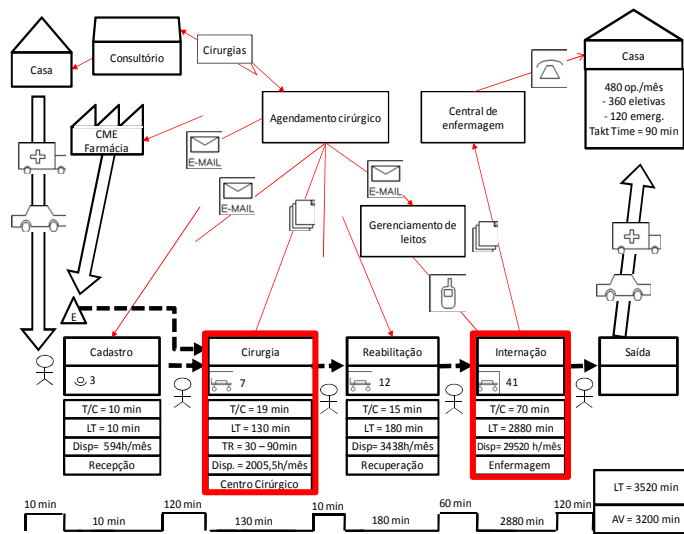 Casa
Consultório
Cirurgias
Casa
480 op./mês
- 360 eletivas
- 120 emerg.
Takt Time = 90 min
Agendamento cirúrgico
Central de
enfermagem
CME
Farmácia
E-MAIL
E-MAIL
E-MAIL
Gerenciamento de
leitos
E
Cadastro
3
T/C = 10 min
LT = 10 min
Disp= 594h/mês
Recepção
Cirurgia
7
T/C = 19 min
LT = 130 min
TR = 30 – 90min
Disp. = 2005,5h/mês
Centro Cirúrgico
Reabilitação
12
T/C = 15 min
LT = 180 min
Disp= 3438h/mês
Recuperação
Internação
41
T/C = 70 min
LT = 2880 min
Disp= 29520 h/mês
Enfermagem
Saída
10 min
10 min
120 min
130 min
10 min
180 min
60 min
2880 min
120 min
LT = 3520 min
AV = 3200 min